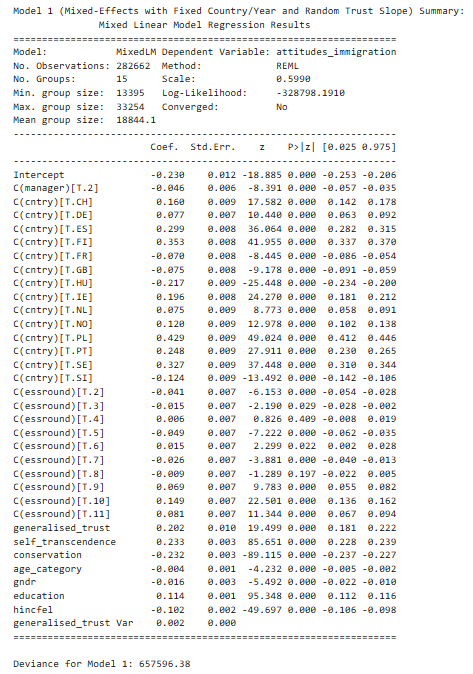 Model 1 (Mixed-Effects with Fixed Country/Year and Random Trust Slope) Summary:
Mixed Linear Model Regression Results
=================================================================
Model: MixedLM Dependent Variable: attitudes_immigration
No. Observations: 282662 Method: REML
No. Groups: 15 Scale: 0.5990
Min. group size: 13395 Log-Likelihood: -328798.1910
Max. group size: 33254 Converged: No
Mean group size: 18844.1
-----------------------------------------------------------------
Coef. Std.Err. z P>|z| [0.025 0.975]
-----------------------------------------------------------------
Intercept -0.230 0.012 -18.885 0.000 -0.253 -0.206
C(manager)[T.2] -0.046 0.006 -8.391 0.000 -0.057 -0.035
C(cntry)[T.CH] 0.160 0.009 17.582 0.000 0.142 0.178
C(cntry)[T.DE] 0.077 0.007 10.440 0.000 0.063 0.092
C(cntry)[T.ES] 0.299 0.008 36.064 0.000 0.282 0.315
C(cntry)[T.FI] 0.353 0.008 41.955 0.000 0.337 0.370
C(cntry)[T.FR] -0.070 0.008 -8.445 0.000 -0.086 -0.054
C(cntry)[T.GB] -0.075 0.008 -9.178 0.000 -0.091 -0.059
C(cntry)[T.HU] -0.217 0.009 -25.448 0.000 -0.234 -0.200
C(cntry)[T.IE] 0.196 0.008 24.270 0.000 0.181 0.212
C(cntry)[T.NL] 0.075 0.009 8.773 0.000 0.058 0.091
C(cntry)[T.NO] 0.120 0.009 12.978 0.000 0.102 0.138
C(cntry)[T.PL] 0.429 0.009 49.024 0.000 0.412 0.446
C(cntry)[T.PT] 0.248 0.009 27.911 0.000 0.230 0.265
C(cntry)[T.SE] 0.327 0.009 37.448 0.000 0.310 0.344
C(cntry)[T.SI] -0.124 0.009 -13.492 0.000 -0.142 -0.106
C(essround)[T.2] -0.041 0.007 -6.153 0.000 -0.054 -0.028
C(essround)[T.3] -0.015 0.007 -2.190 0.029 -0.028 -0.002
C(essround)[T.4] 0.006 0.007 0.826 0.409 -0.008 0.019
C(essround)[T.5] -0.049 0.007 -7.222 0.000 -0.062 -0.035
C(essround)[T.6] 0.015 0.007 2.299 0.022 0.002 0.028
C(essround)[T.7] -0.026 0.007 -3.881 0.000 -0.040 -0.013
C(essround)[T.8] -0.009 0.007 -1.289 0.197 -0.022 0.005
C(essround)[T.9] 0.069 0.007 9.783 0.000 0.055 0.082
C(essround)[T.10] 0.149 0.007 22.501 0.000 0.136 0.162
C(essround)[T.11] 0.081 0.007 11.344 0.000 0.067 0.094
generalised_trust 0.202 0.010 19.499 0.000 0.181 0.222
self_transcendence 0.233 0.003 85.651 0.000 0.228 0.239
conservation -0.232 0.003 -89.115 0.000 -0.237 -0.227
age_category -0.004 0.001 -4.232 0.000 -0.005 -0.002
gndr -0.016 0.003 -5.492 0.000 -0.022 -0.010
education 0.114 0.001 95.348 0.000 0.112 0.116
hincfel -0.102 0.002 -49.697 0.000 -0.106 -0.098
generalised_trust Var 0.002 0.000
=================================================================
Deviance for Model 1: 657596.38